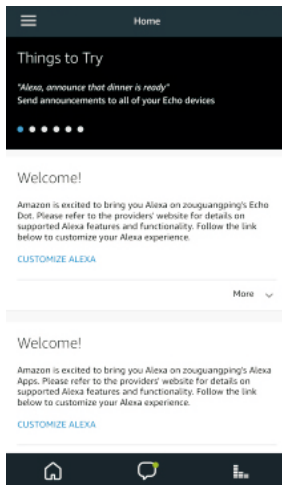 Home
Things to Try
"Alexa, announce that dinner is ready"
Send announcements to all of your Echo devices
Welcome!
Amazon is excited to bring you Alexa on zouguangping's Echo
Dot. Please refer to the providers' website for details on
supported Alexa features and functionality. Follow the link
below to customize your Alexa experience.
CUSTOMIZE ALEXA
More
Welcome!
Amazon is excited to bring you Alexa on zouguangping's Alexa
Apps. Please refer to the providers' website for details on
supported Alexa features and functionality. Follow the link
below to customize your Alexa experience.
CUSTOMIZE ALEXA